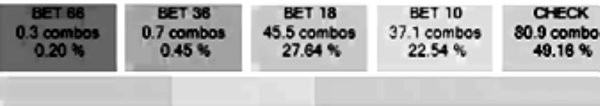 BET 66
0.3 combos
0.20 %
BET 36
0.7 combos
0.45 %
BET 18
45.5 combos
27.64 %
BET 10
37.1 combos
22.54 %
CHECK
80.9 combo
49.16 %